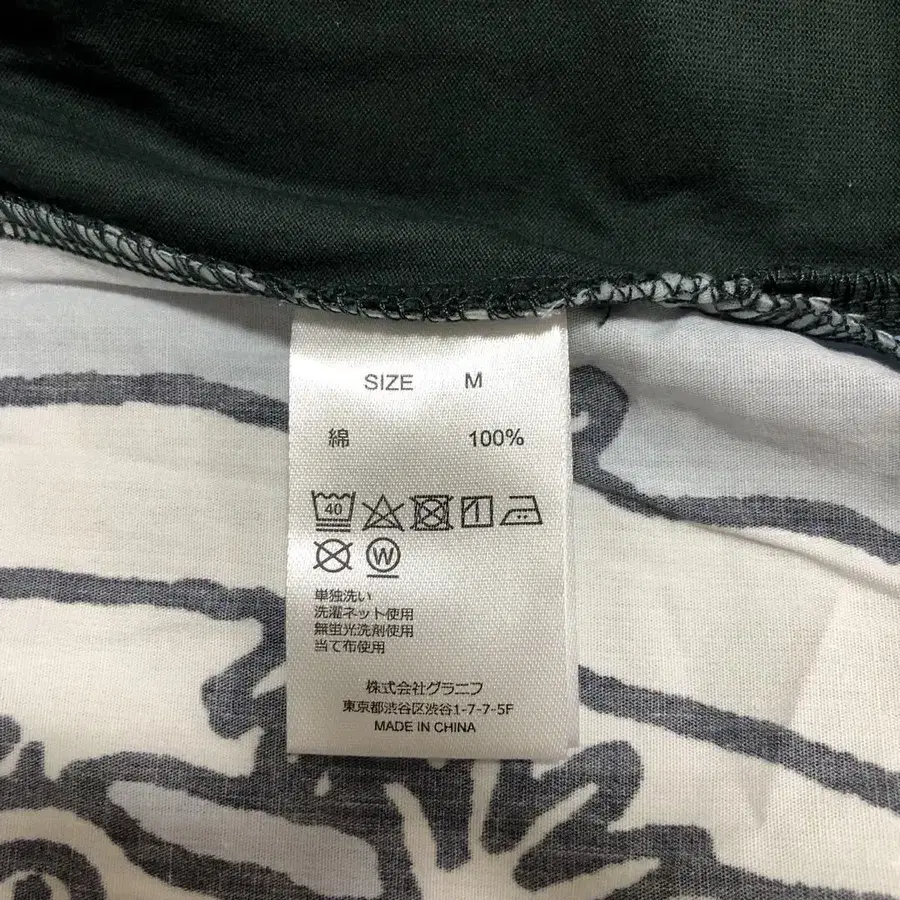 SIZE M
綿 100%
40
W
単独洗い
洗濯ネット使用
無蛍光洗剤使用
当て布使用
株式会社グラニフ
東京都渋谷区渋谷1-7-7-5F
MADE IN CHINA